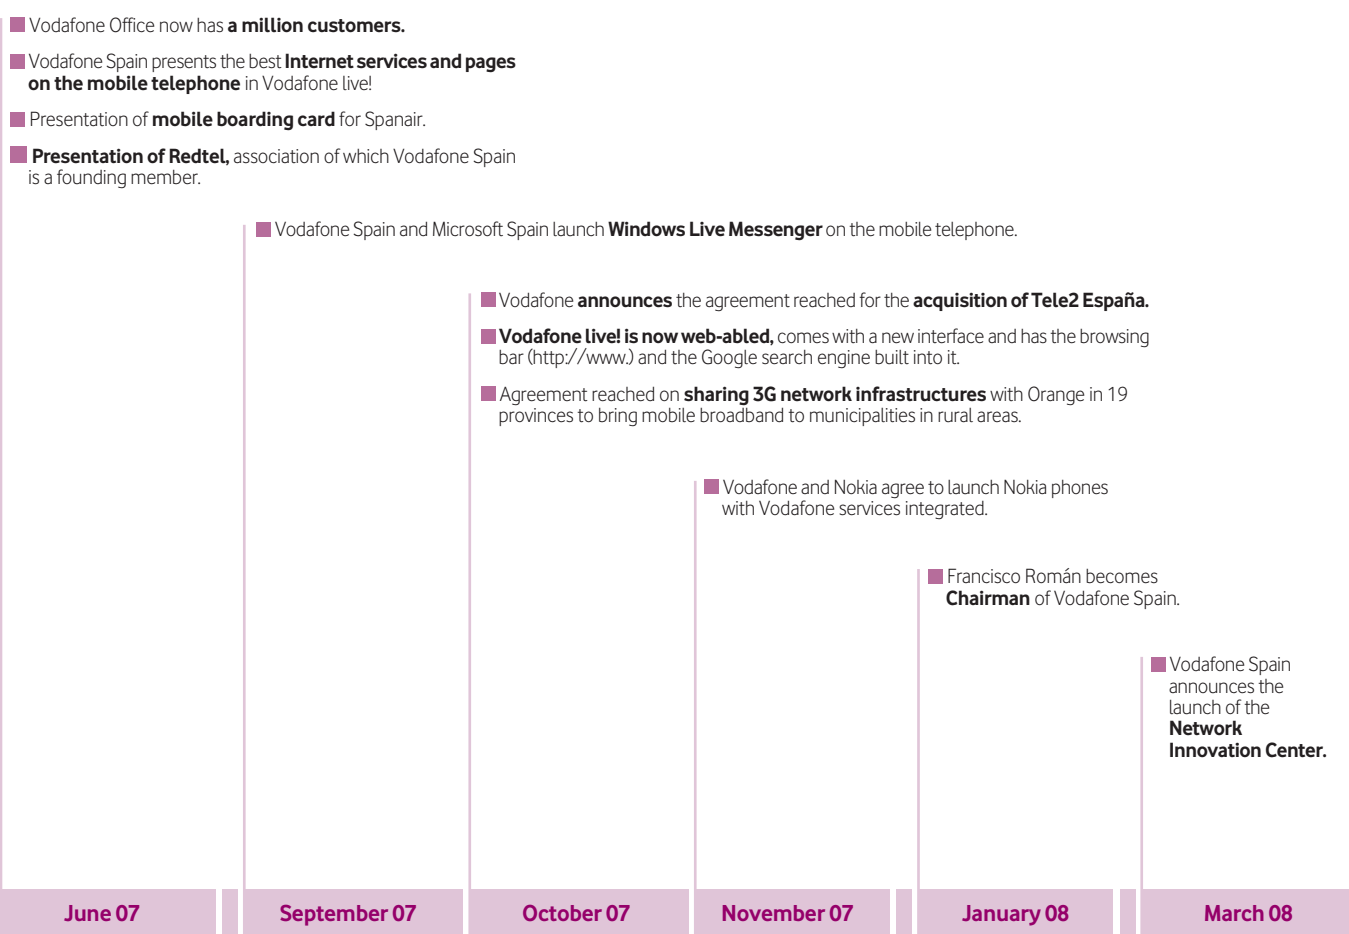 Vodafone Office now has a million customers.
Vodafone Spain presents the best Internet services and pages
on the mobile telephone in Vodafone live!
Presentation of mobile boarding card for Spanair.
Presentation of Redtel, association of which Vodafone Spain
is a founding member.
Vodafone Spain and Microsoft Spain launch Windows Live Messenger on the mobile telephone.
Vodafone announces the agreement reached for the acquisition of Tele2 España.
Vodafone live! is now web-abled, comes with a new interface and has the browsing
bar (http://www.) and the Google search engine built into it.
Agreement reached on sharing 3G network infrastructures with Orange in 19
provinces to bring mobile broadband to municipalities in rural areas.
Vodafone and Nokia agree to launch Nokia phones
with Vodafone services integrated.
Francisco Román becomes
Chairman of Vodafone Spain.
Vodafone Spain
announces the
launch of the
Network
Innovation Center.
June 07
September 07
October 07
November 07
January 08
March 08